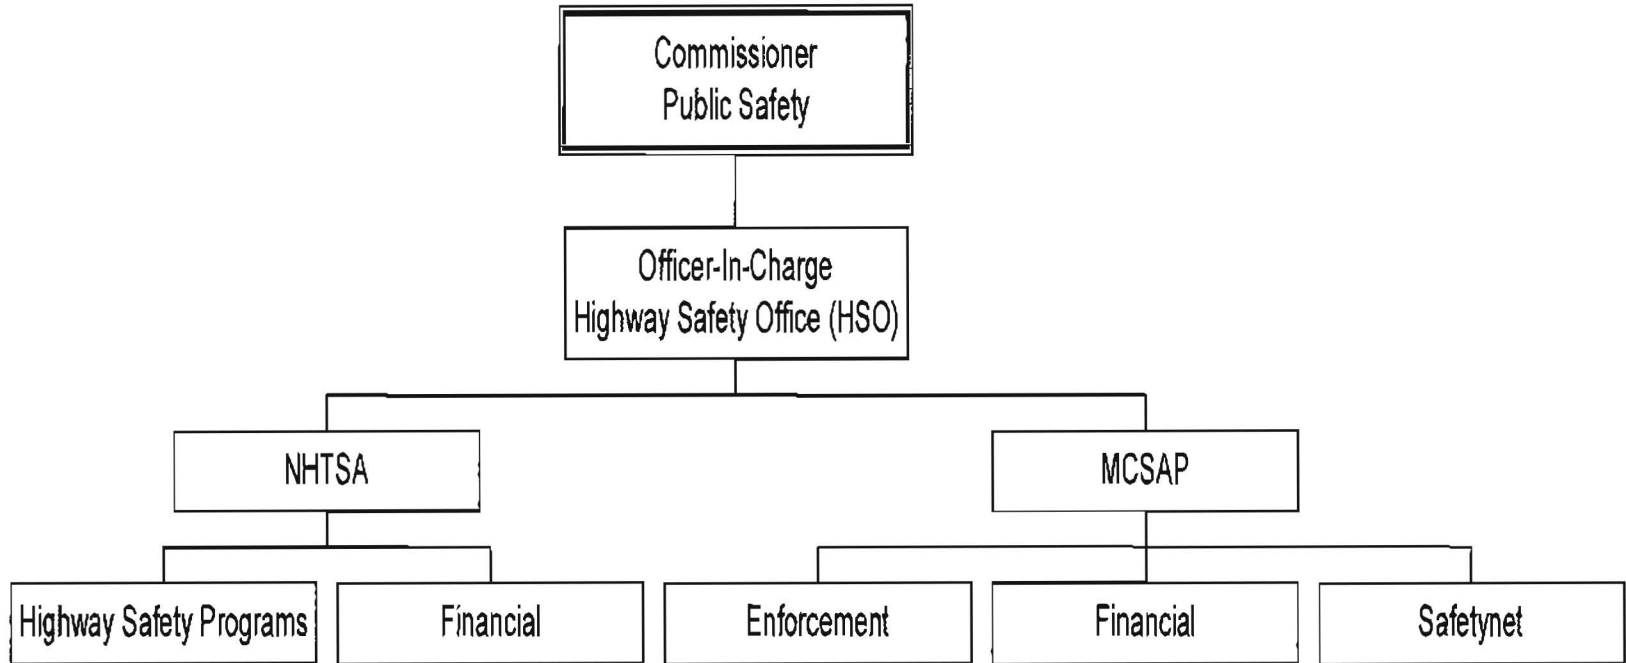 Commissioner
Public Safety
Officer-In-Charge
Highway Safety Office (HSO)
NHTSA
MCSAP
Highway Safety Programs
Financial
Enforcement
Financial
Safetynet